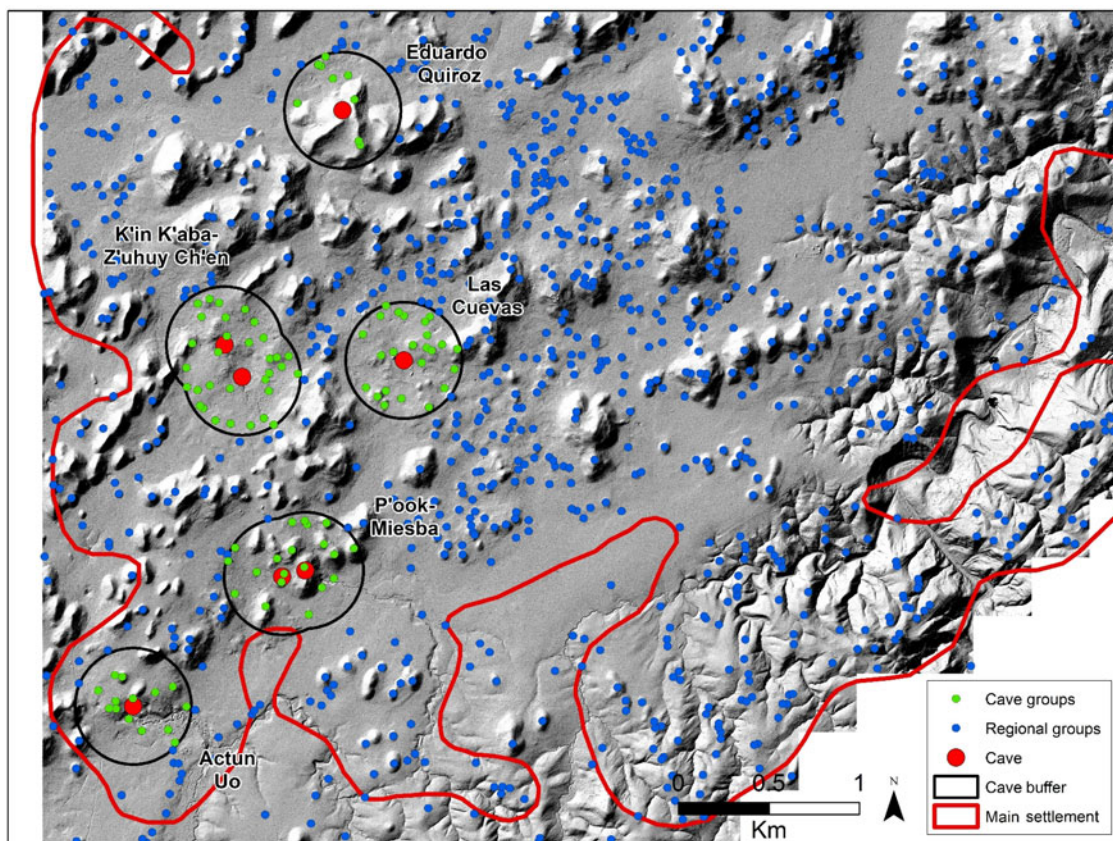 Eduardo
Quiroz
K'in K'aba-
Z'uhuy Ch'en
Las
Cuevas
P'ook-
Miesba
Actun
Uo
Cave groups
Regional groups
Cave
Cave buffer
Main settlement
0 0.5 1
Km
N